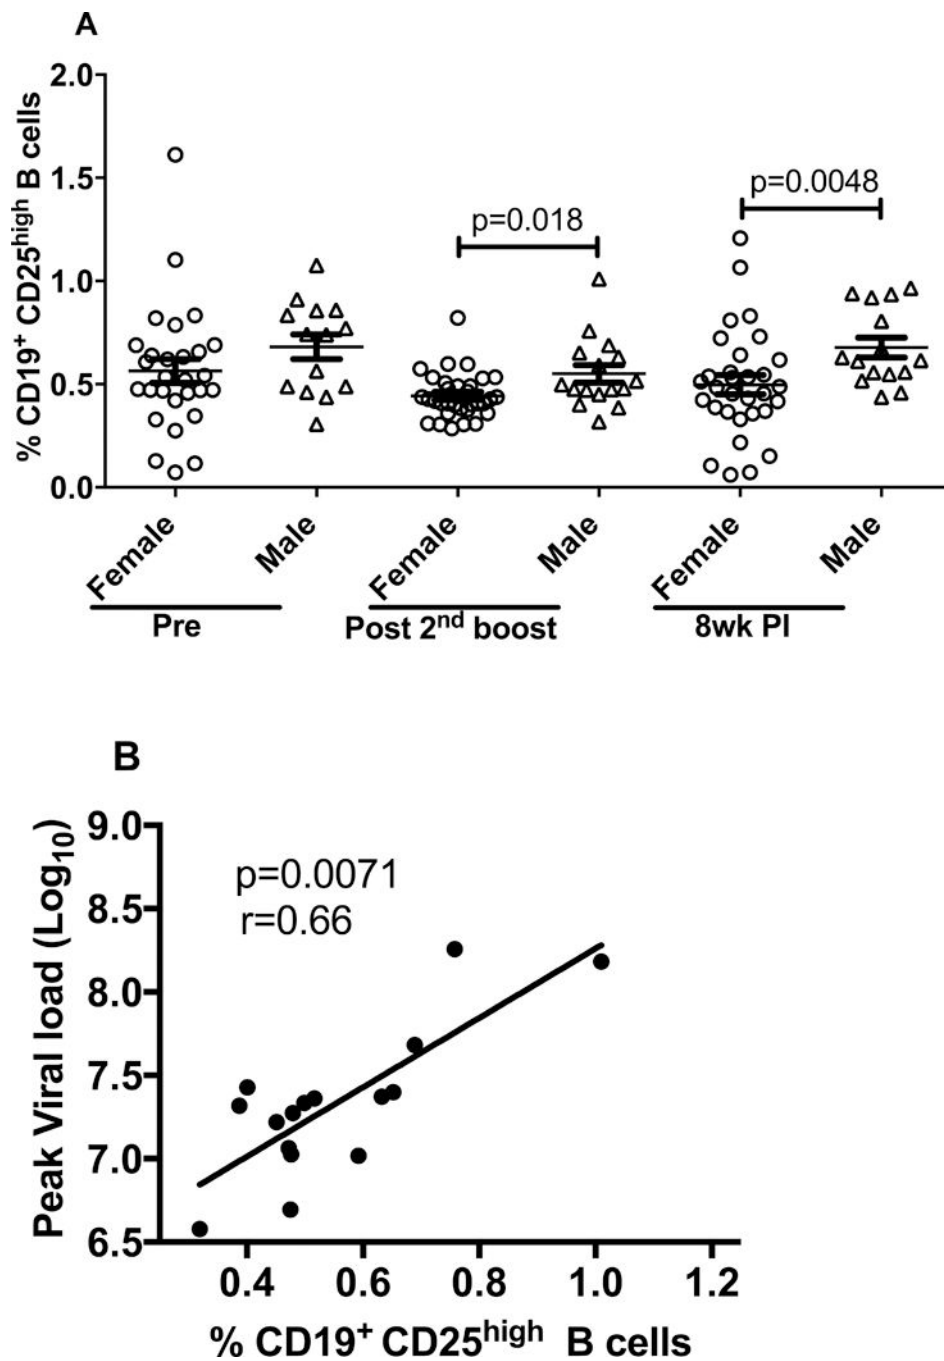 A
% CD19⁺ CD25ʰⁱᵍʰ B cells
2.0
1.5
1.0
0.5
0.0
p=0.018
p=0.0048
Female
Male
Female
Male
Female
Male
Pre
Post 2ⁿᵈ boost
8wk PI
B
Peak Viral load (Log₁₀)
9.0
8.5
8.0
7.5
7.0
6.5
p=0.0071
r=0.66
0.4 0.6 0.8 1.0 1.2
% CD19⁺ CD25ʰⁱᵍʰ B cells